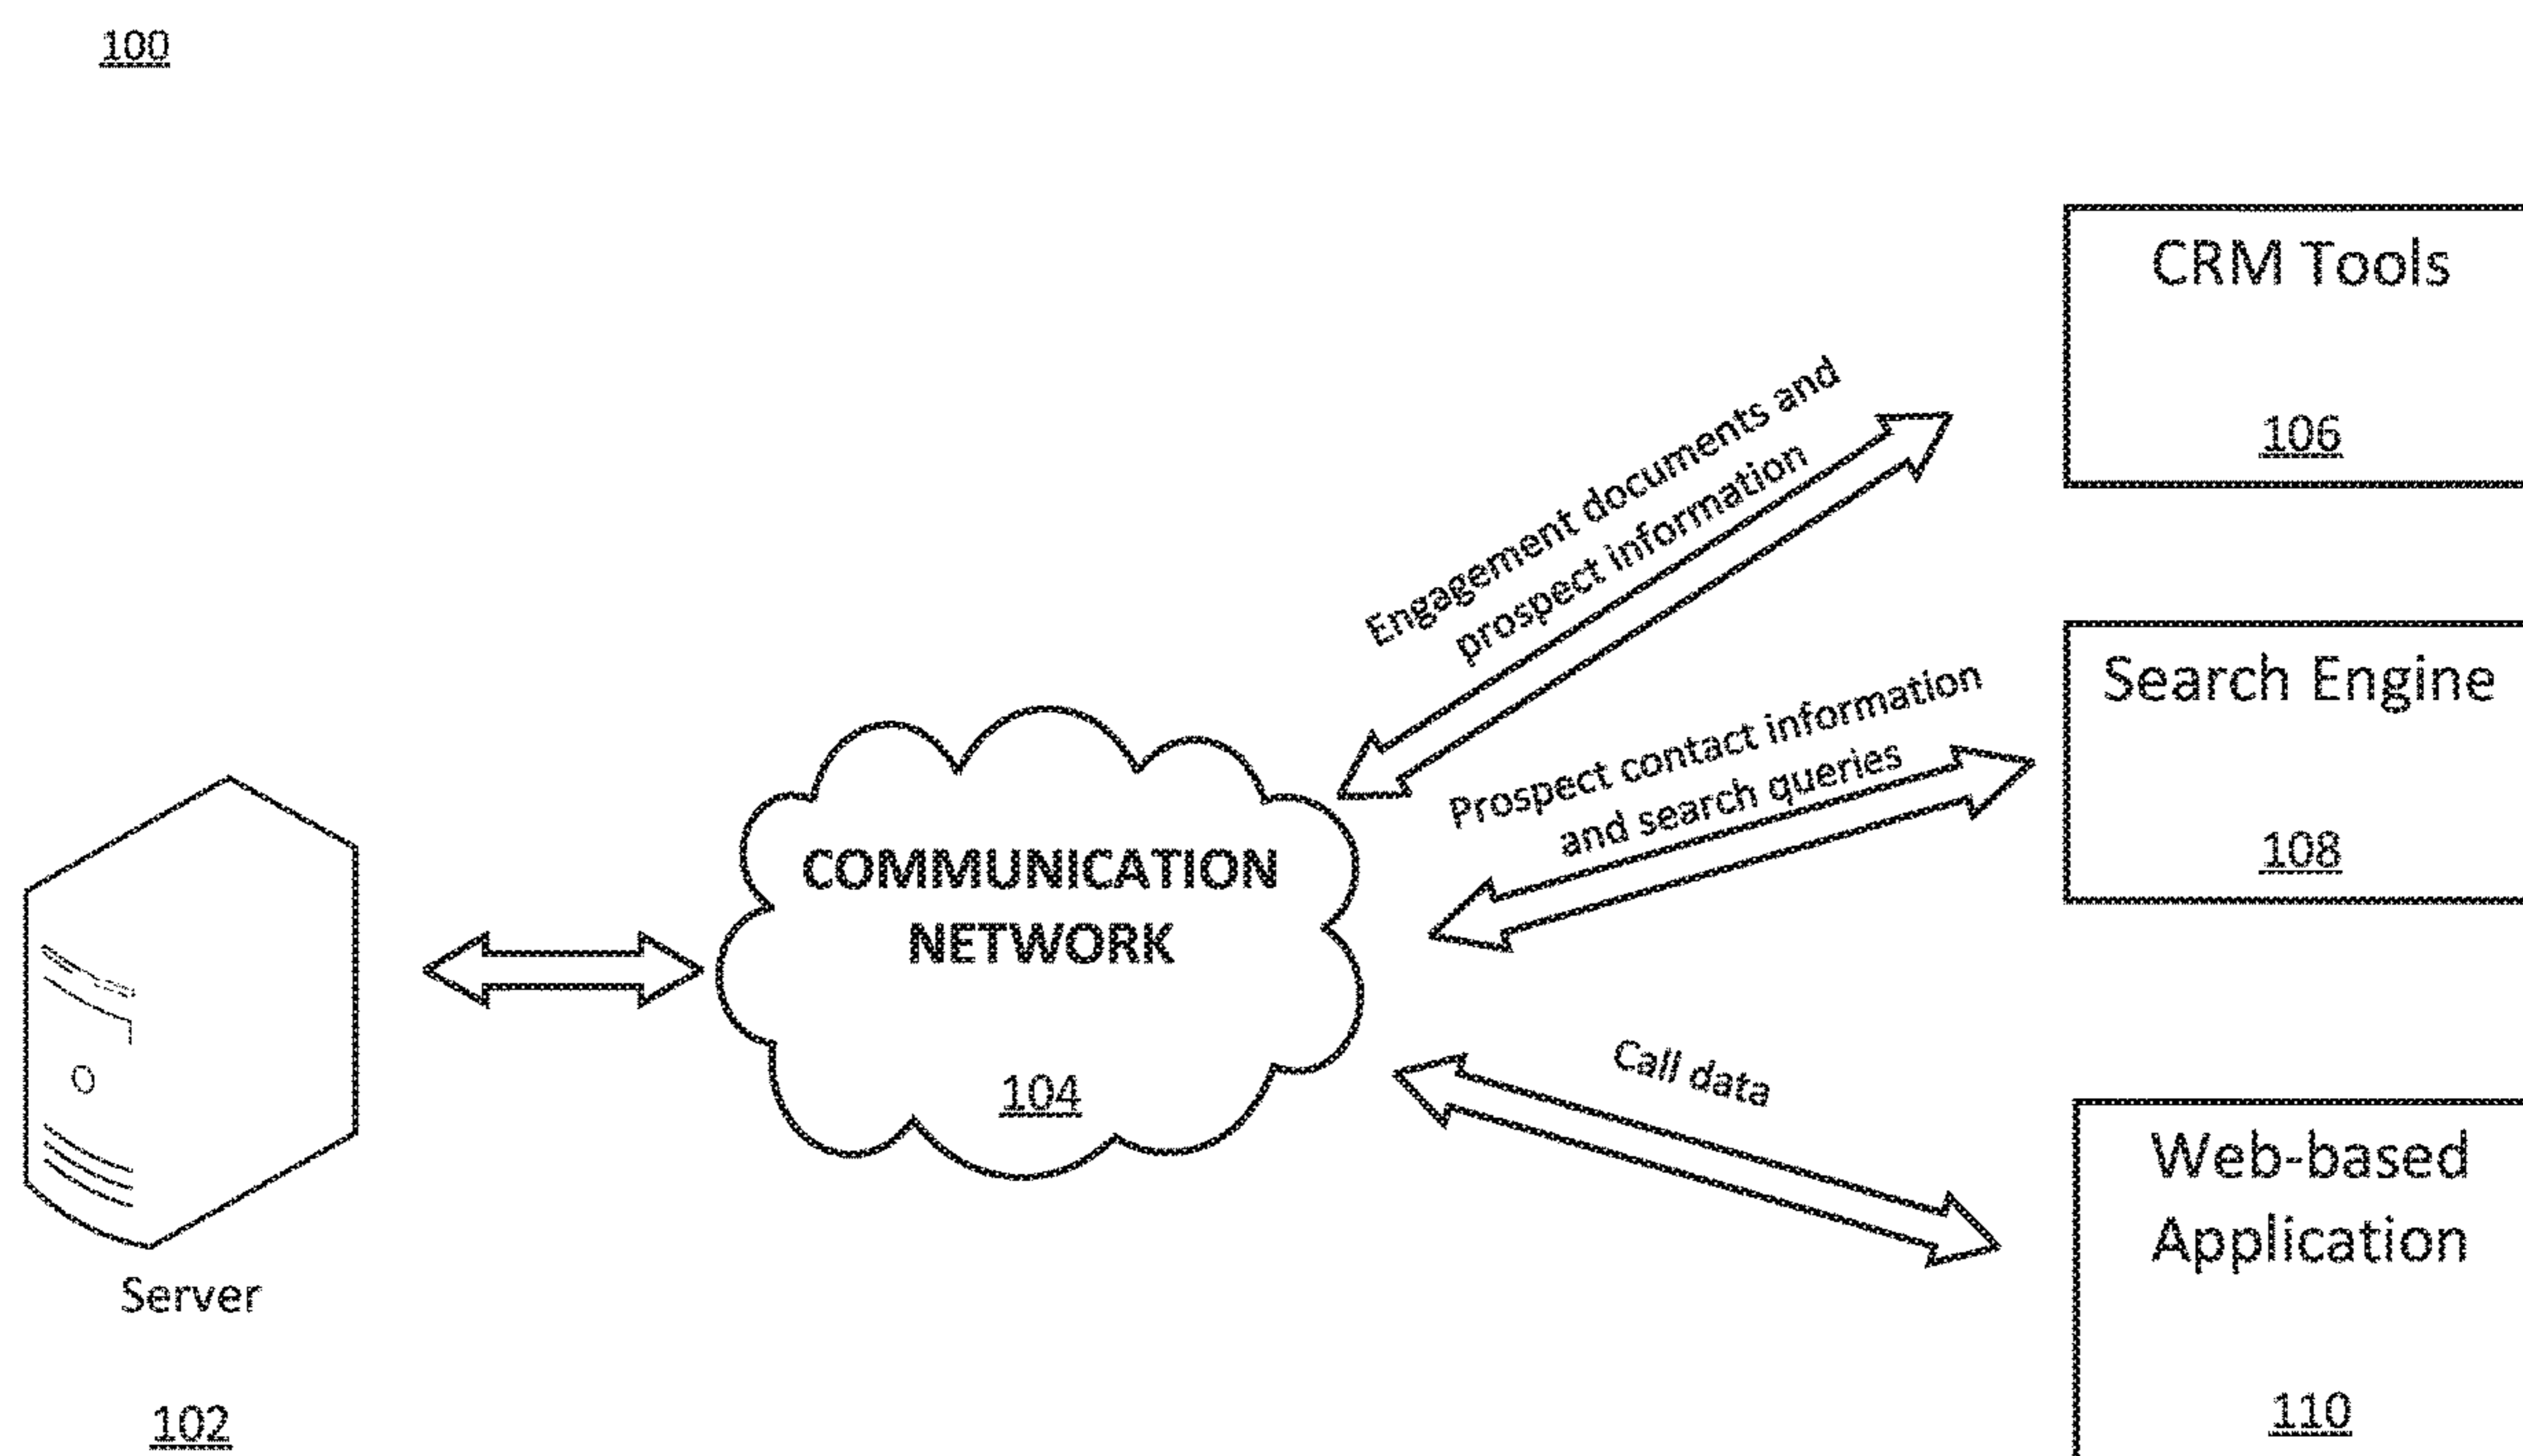 100
CRM Tools
106
Engagement documents and
prospect information
Search Engine
108
Prospect contact information
and search queries
COMMUNICATION
NETWORK
104
Call data
Web-based
Application
110
Server
102